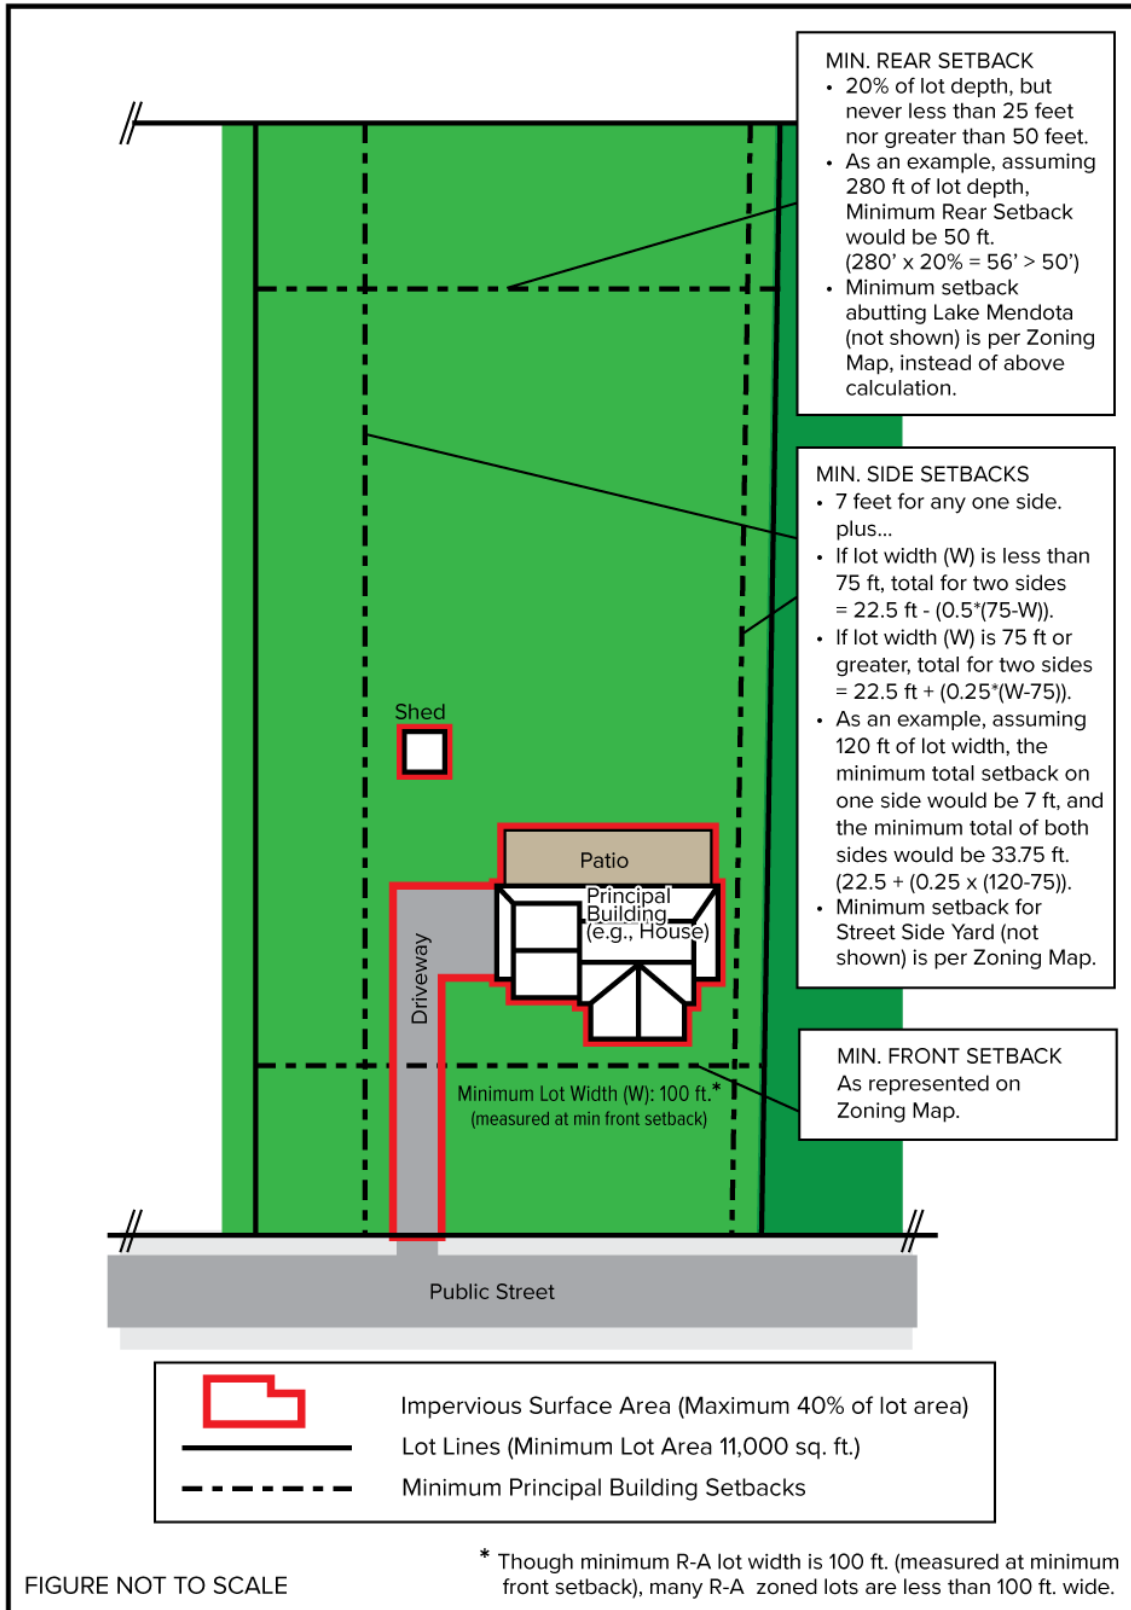 MIN. REAR SETBACK
• 20% of lot depth, but
never less than 25 feet
nor greater than 50 feet.
• As an example, assuming
280 ft of lot depth,
Minimum Rear Setback
would be 50 ft.
(280’ x 20% = 56’ > 50’)
• Minimum setback
abutting Lake Mendota
(not shown) is per Zoning
Map, instead of above
calculation.
MIN. SIDE SETBACKS
• 7 feet for any one side.
plus...
• If lot width (W) is less than
75 ft, total for two sides
= 22.5 ft - (0.5*(75-W)).
• If lot width (W) is 75 ft or
greater, total for two sides
= 22.5 ft + (0.25*(W-75)).
• As an example, assuming
120 ft of lot width, the
minimum total setback on
one side would be 7 ft, and
the minimum total of both
sides would be 33.75 ft.
(22.5 + (0.25 x (120-75)).
• Minimum setback for
Street Side Yard (not
shown) is per Zoning Map.
Shed
Patio
Principal
Building
(e.g., House)
Driveway
MIN. FRONT SETBACK
As represented on
Zoning Map.
Minimum Lot Width (W): 100 ft.*
(measured at min front setback)
Public Street
Impervious Surface Area (Maximum 40% of lot area)
Lot Lines (Minimum Lot Area 11,000 sq. ft.)
Minimum Principal Building Setbacks
* Though minimum R-A lot width is 100 ft. (measured at minimum
front setback), many R-A zoned lots are less than 100 ft. wide.
FIGURE NOT TO SCALE